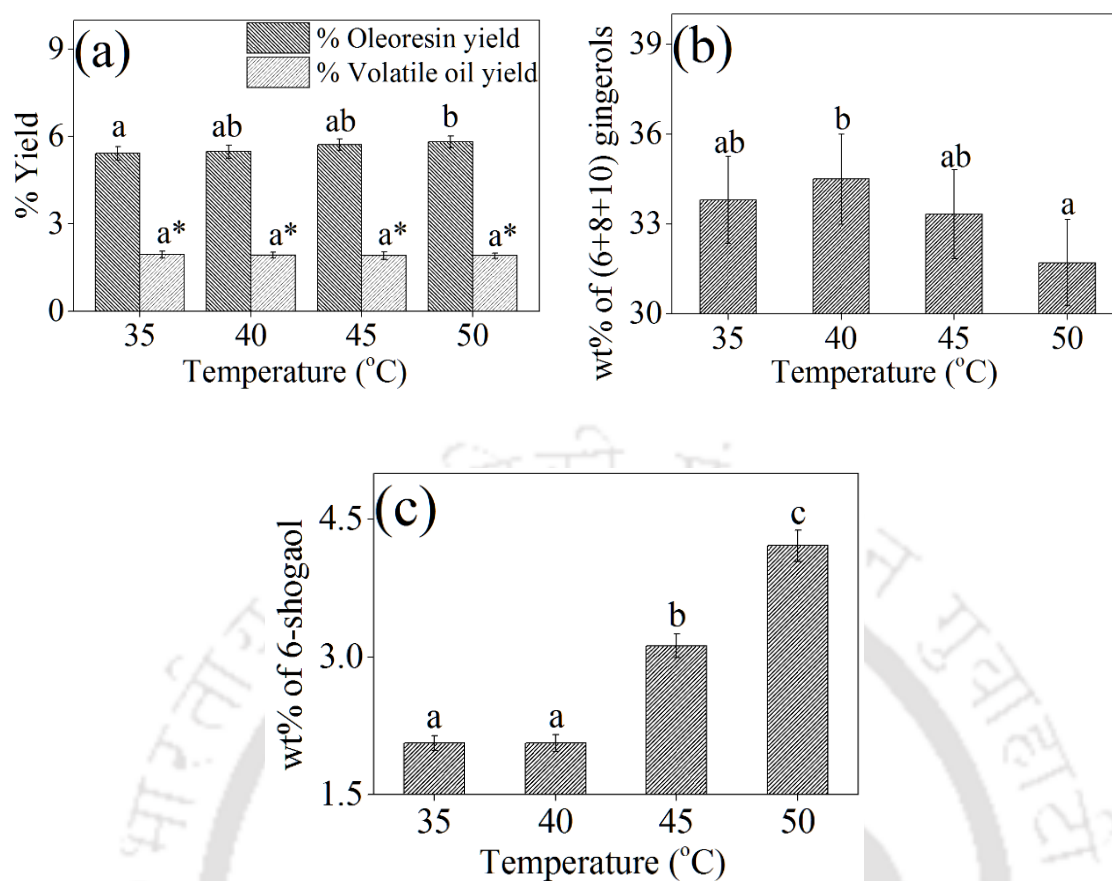 (a)
% Oleoresin yield
% Volatile oil yield
9
6
3
0
% Yield
a ab ab b
a* a* a* a*
35 40 45 50
Temperature (°C)
(b)
39
36
33
30
wt% of (6+8+10) gingerols
ab b ab a
35 40 45 50
Temperature (°C)
(c)
4.5
3.0
1.5
wt% of 6-shogaol
a a b c
35 40 45 50
Temperature (°C)